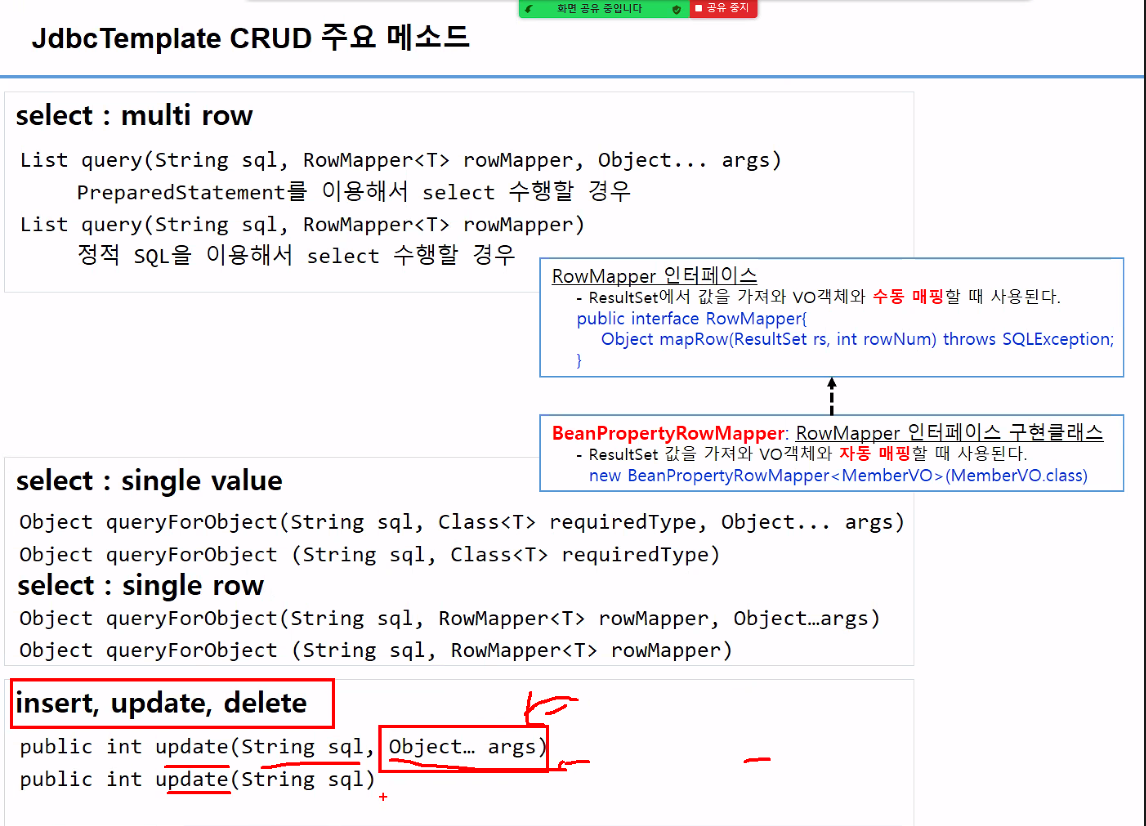 화면 공유 중입니다 공유 중지
JdbcTemplate CRUD 주요 메소드
select : multi row
List query(String sql, RowMapper<T> rowMapper, Object... args)
PreparedStatement를 이용해서 select 수행할 경우
List query(String sql, RowMapper<T> rowMapper)
정적 SQL을 이용해서 select 수행할 경우
RowMapper 인터페이스
- ResultSet에서 값을 가져와 VO객체와 수동 매핑할 때 사용된다.
public interface RowMapper{
Object mapRow(ResultSet rs, int rowNum) throws SQLException;
}
BeanPropertyRowMapper: RowMapper 인터페이스 구현클래스
- ResultSet 값을 가져와 VO객체와 자동 매핑할 때 사용된다.
new BeanPropertyRowMapper<MemberVO>(MemberVO.class)
select : single value
Object queryForObject(String sql, Class<T> requiredType, Object... args)
Object queryForObject (String sql, Class<T> requiredType)
select : single row
Object queryForObject(String sql, RowMapper<T> rowMapper, Object…args)
Object queryForObject (String sql, RowMapper<T> rowMapper)
insert, update, delete
public int update(String sql, Object… args)
public int update(String sql)